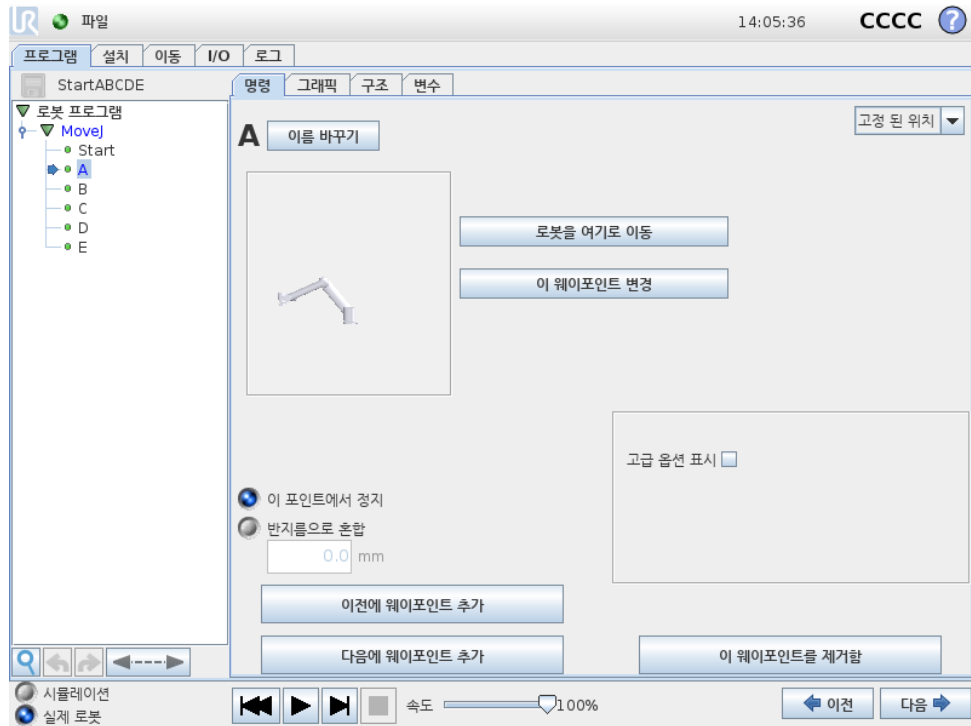 UR 파일 14:05:36 CCCC ?
프로그램 설치 이동 I/O 로그
StartABCDE 명령 그래픽 구조 변수
로봇 프로그램
MoveJ
Start
A
B
C
D
E
A 이름 바꾸기 고정 된 위치
로봇을 여기로 이동
이 웨이포인트 변경
고급 옵션 표시
이 포인트에서 정지
반지름으로 혼합
0.0 mm
이전에 웨이포인트 추가
다음에 웨이포인트 추가 이 웨이포인트를 제거함
시뮬레이션
실제 로봇
속도 100% 이전 다음